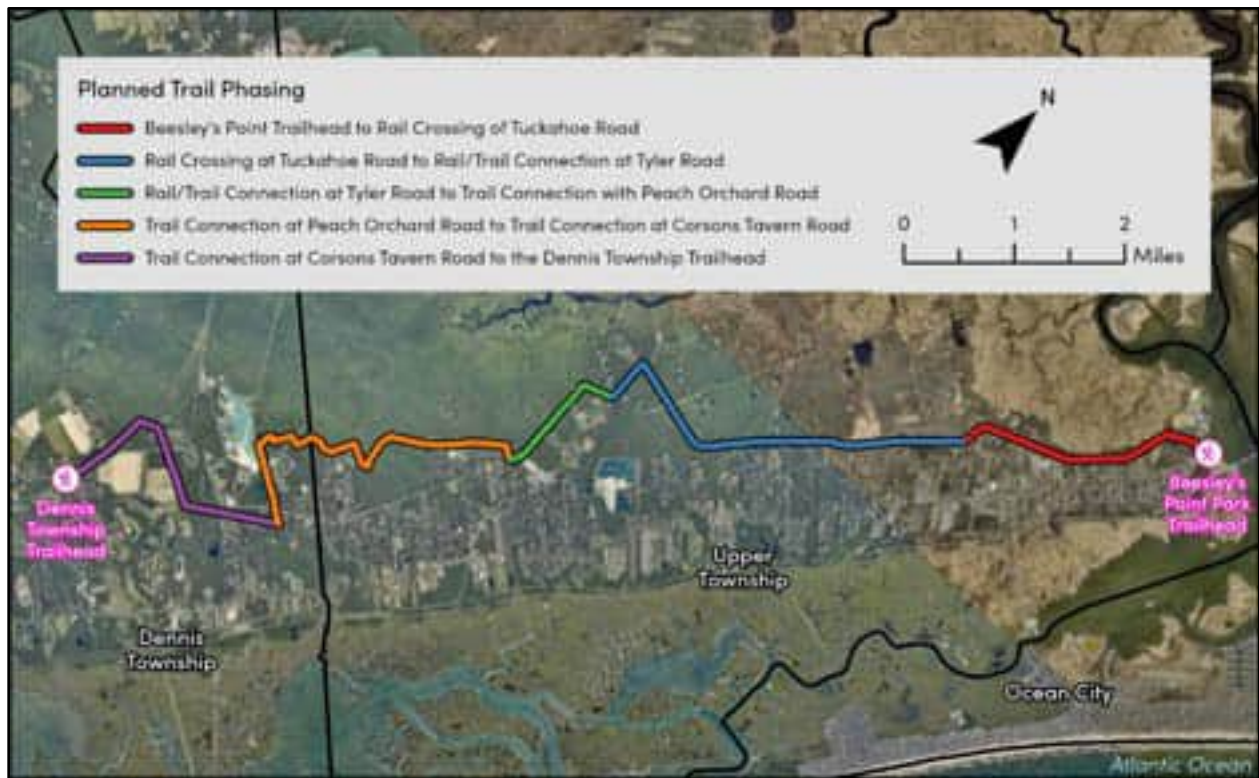 Planned Trail Phasing
Beesley's Point Trailhead to Rail Crossing of Tuckahoe Road
Rail Crossing at Tuckahoe Road to Rail/Trail Connection at Tyler Road
Rail/Trail Connection at Tyler Road to Trail Connection with Peach Orchard Road
Trail Connection at Peach Orchard Road to Trail Connection at Corsons Tavern Road
Trail Connection at Corsons Tavern Road to the Dennis Township Trailhead
N
0 1 2
Miles
Dennis
Township
Trailhead
Beesley's
Point Park
Trailhead
Upper
Township
Dennis
Township
Ocean City
Atlantic Ocean